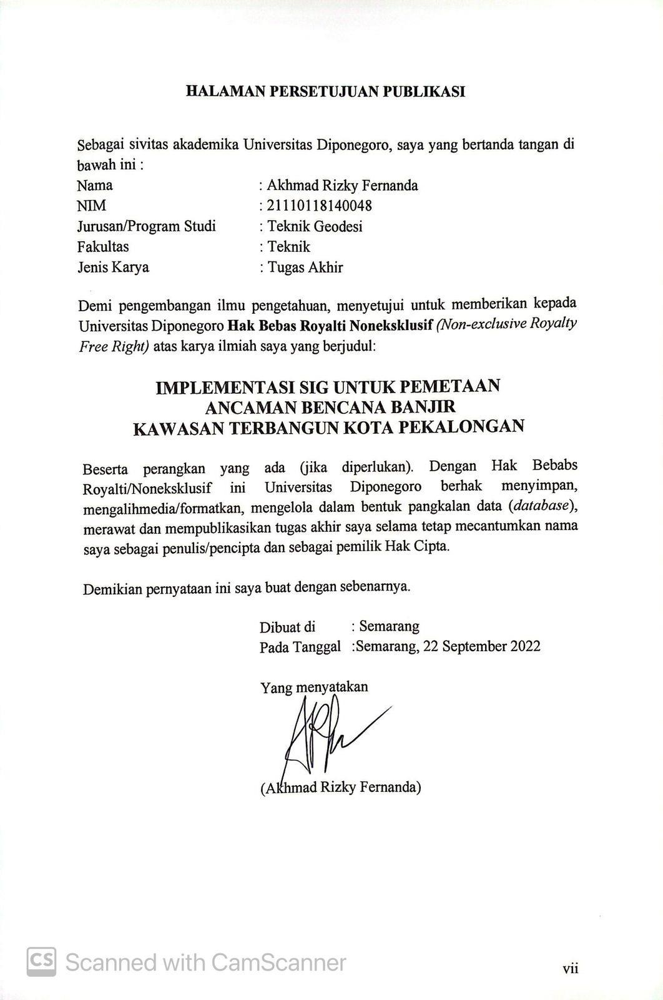 HALAMAN PERSETUJUAN PUBLIKASI
Sebagai sivitas akademika Universitas Diponegoro, saya yang bertanda tangan di
bawah ini :
Nama : Akhmad Rizky Fernanda
NIM : 21110118140048
Jurusan/Program Studi : Teknik Geodesi
Fakultas : Teknik
Jenis Karya : Tugas Akhir
Demi pengembangan ilmu pengetahuan, menyetujui untuk memberikan kepada
Universitas Diponegoro Hak Bebas Royalti Noneksklusif (Non-exclusive Royalty
Free Right) atas karya ilmiah saya yang berjudul:
IMPLEMENTASI SIG UNTUK PEMETAAN
ANCAMAN BENCANA BANJIR
KAWASAN TERBANGUN KOTA PEKALONGAN
Beserta perangkan yang ada (jika diperlukan). Dengan Hak Bebabs
Royalti/Noneksklusif ini Universitas Diponegoro berhak menyimpan,
mengalihmedia/formatkan, mengelola dalam bentuk pangkalan data (database),
merawat dan mempublikasikan tugas akhir saya selama tetap mecantumkan nama
saya sebagai penulis/pencipta dan sebagai pemilik Hak Cipta.
Demikian pernyataan ini saya buat dengan sebenarnya.
Dibuat di : Semarang
Pada Tanggal :Semarang, 22 September 2022
Yang menyatakan
(Akhmad Rizky Fernanda)
CS Scanned with CamScanner
vii